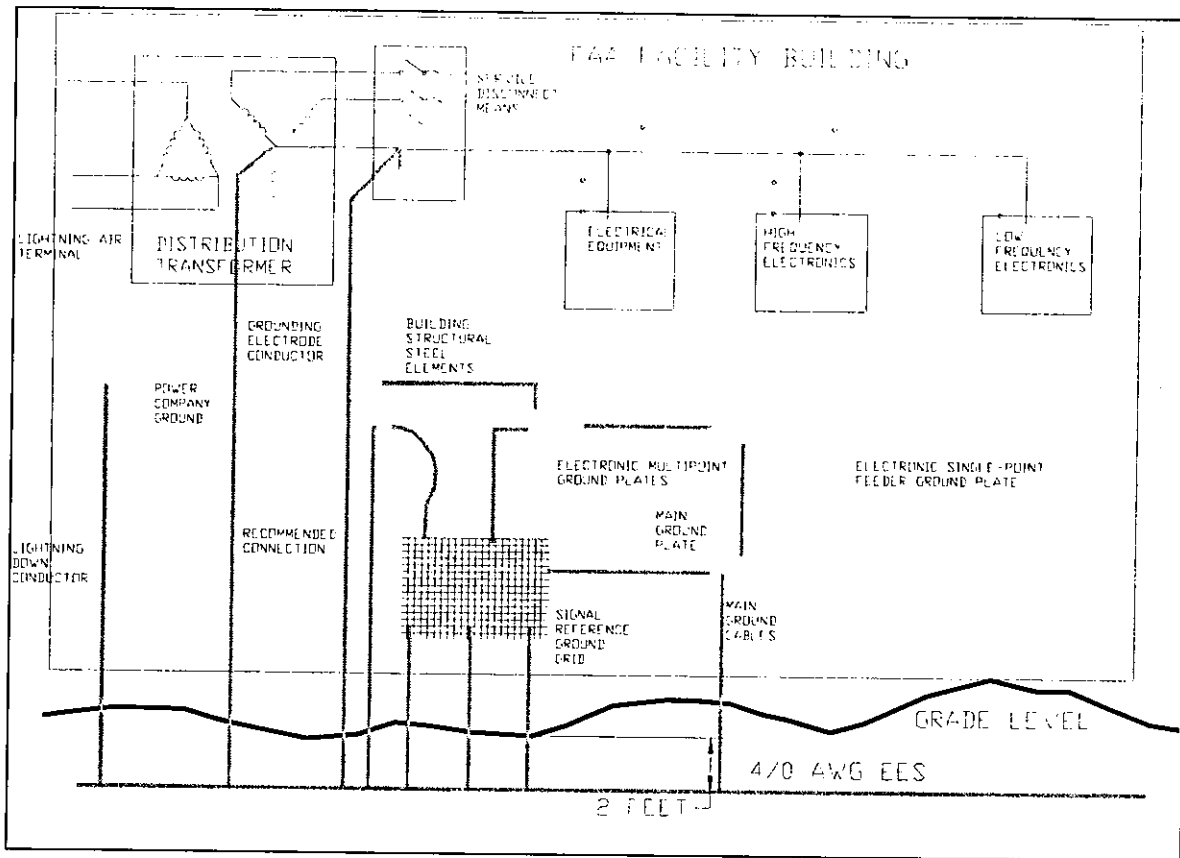 FAA FACILITY BUILDING
SERVICE
DISCONNECT
MEANS
LIGHTNING AIR
TERMINAL
DISTRIBUTION
TRANSFORMER
ELECTRICAL
EQUIPMENT
HIGH
FREQUENCY
ELECTRONICS
LOW
FREQUENCY
ELECTRONICS
GROUNDING
ELECTRODE
CONDUCTOR
BUILDING
STRUCTURAL
STEEL
ELEMENTS
POWER
COMPANY
GROUND
ELECTRONIC MULTIPOINT
GROUND PLATES
ELECTRONIC SINGLE-POINT
FEEDER GROUND PLATE
MAIN
GROUND
PLATE
RECOMMENDED
CONNECTION
LIGHTNING
DOWN
CONDUCTOR
SIGNAL
REFERENCE
GROUND
GRID
MAIN
GROUND
CABLES
GRADE LEVEL
4/0 AWG EES
2 FEET